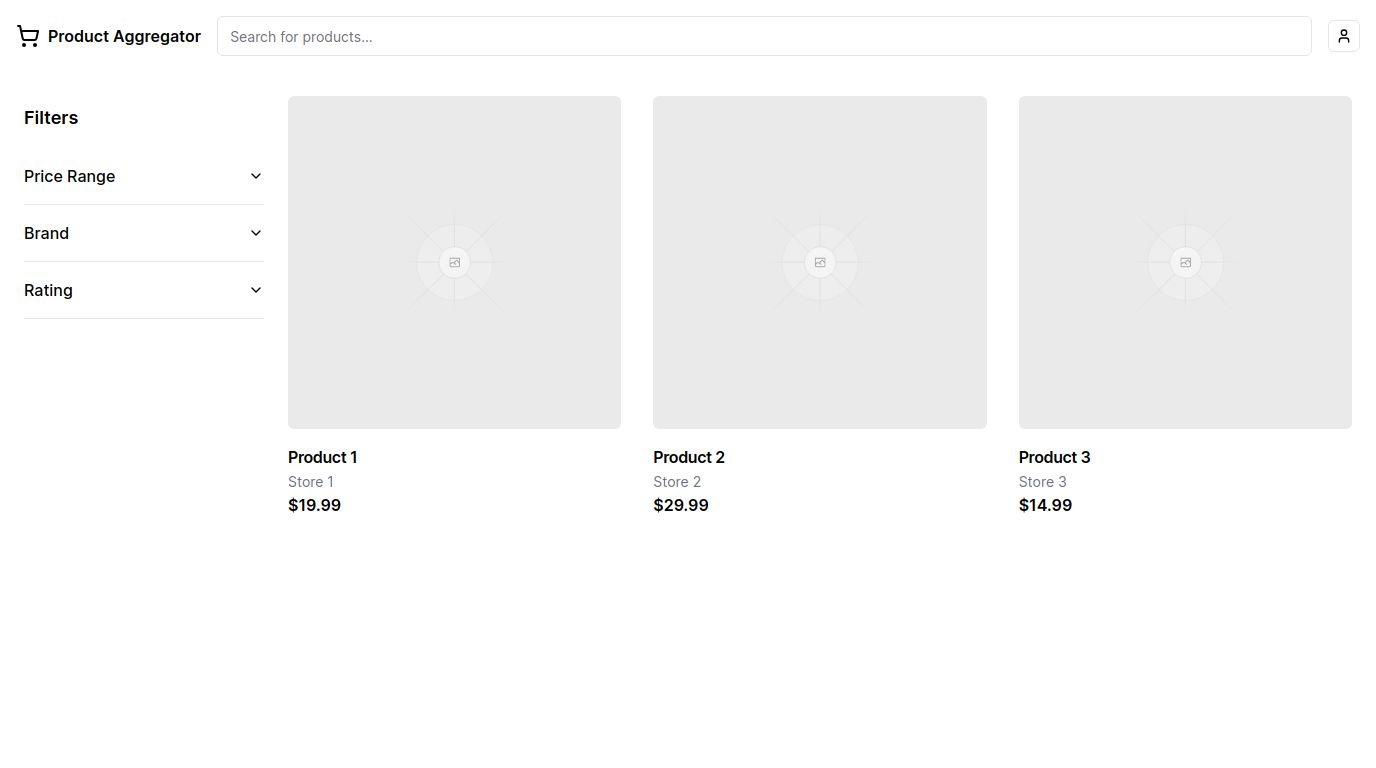 Product Aggregator
Search for products...
Filters
Price Range
Brand
Rating
Product 1
Store 1
$19.99
Product 2
Store 2
$29.99
Product 3
Store 3
$14.99